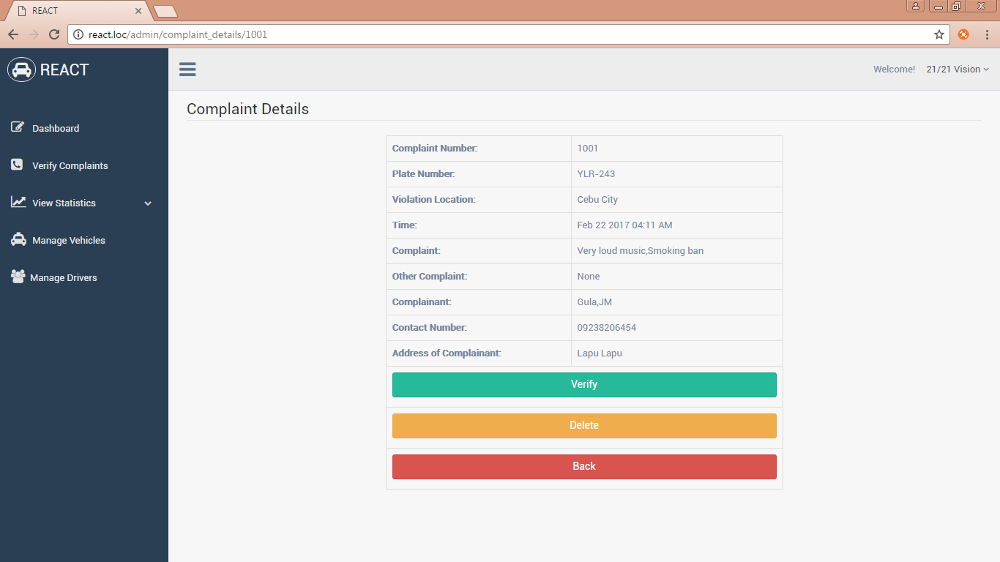 REACT
react.loc/admin/complaint_details/1001
REACT
Welcome! 21/21 Vision
Dashboard
Verify Complaints
View Statistics
Manage Vehicles
Manage Drivers
Complaint Details
Complaint Number: 1001
Plate Number: YLR-243
Violation Location: Cebu City
Time: Feb 22 2017 04:11 AM
Complaint: Very loud music,Smoking ban
Other Complaint: None
Complainant: Gula,JM
Contact Number: 09238206454
Address of Complainant: Lapu Lapu
Verify
Delete
Back